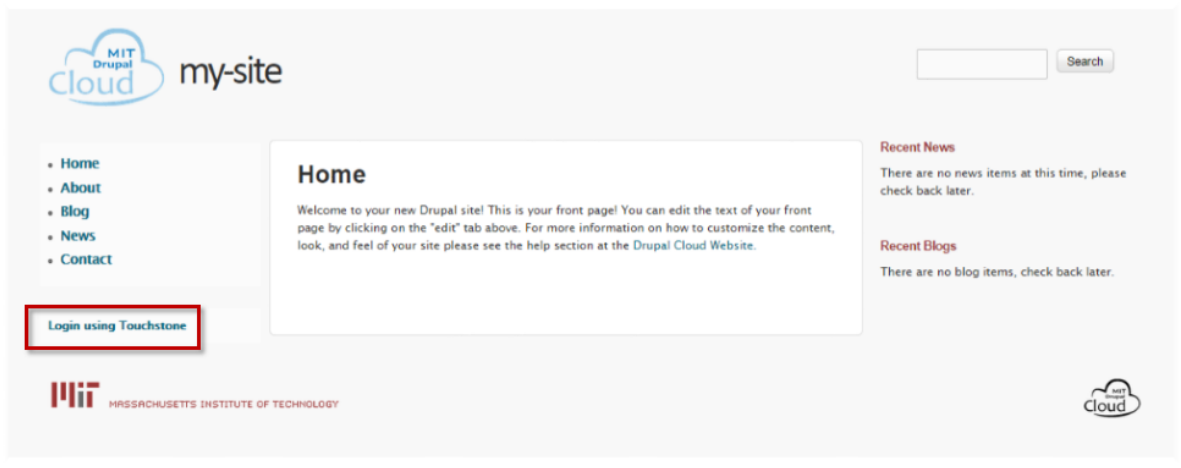 MIT
Drupal
Cloud
my-site
Search
Home
About
Blog
News
Contact
Login using Touchstone
Home
Welcome to your new Drupal site! This is your front page! You can edit the text of your front
page by clicking on the "edit" tab above. For more information on how to customize the content,
look, and feel of your site please see the help section at the Drupal Cloud Website.
Recent News
There are no news items at this time, please
check back later.
Recent Blogs
There are no blog items, check back later.
MIT
MASSACHUSETTS INSTITUTE OF TECHNOLOGY
MIT
Drupal
Cloud